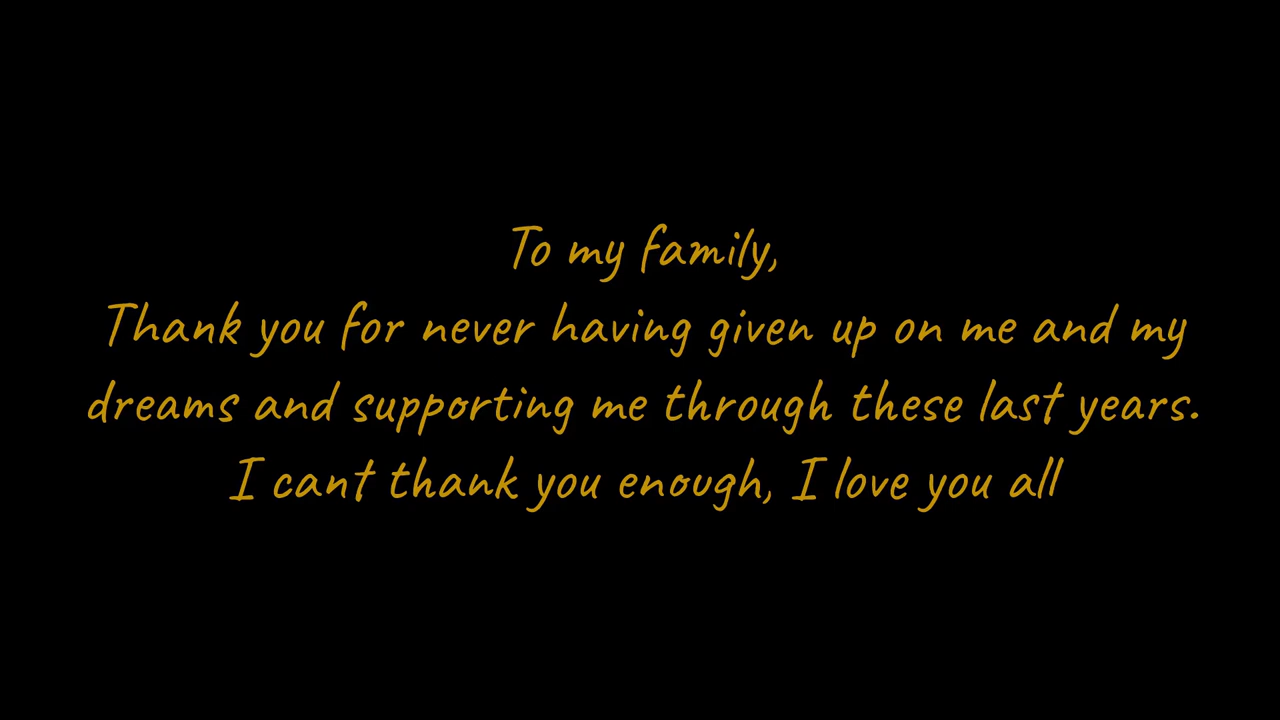 To my family,
Thank you for never having given up on me and my
dreams and supporting me through these last years.
I cant thank you enough, I love you all